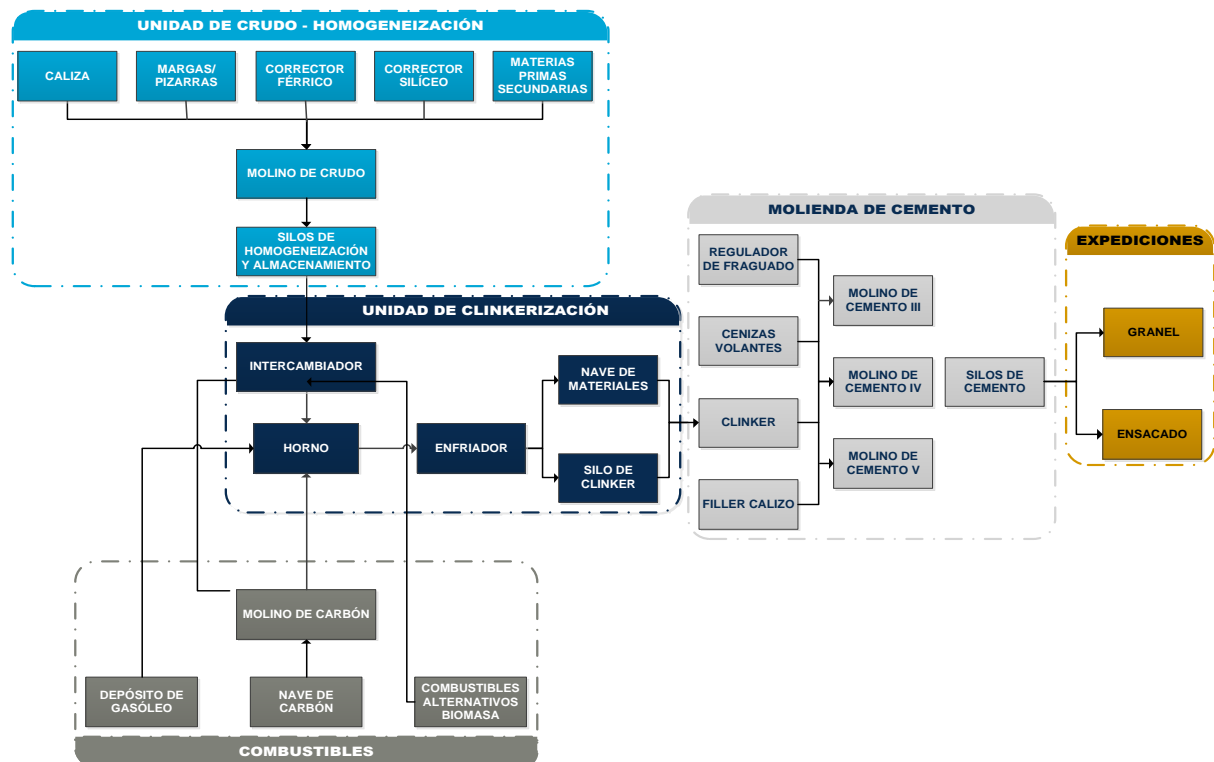 UNIDAD DE CRUDO - HOMOGENEIZACIÓN
CALIZA
MARGAS/
PIZARRAS
CORRECTOR
FÉRRICO
CORRECTOR
SILÍCEO
MATERIAS
PRIMAS
SECUNDARIAS
MOLINO DE CRUDO
SILOS DE
HOMOGENEIZACIÓN
Y ALMACENAMIENTO
UNIDAD DE CLINKERIZACIÓN
INTERCAMBIADOR
HORNO
ENFRIADOR
NAVE DE
MATERIALES
SILO DE
CLINKER
MOLIENDA DE CEMENTO
REGULADOR
DE FRAGUADO
CENIZAS
VOLANTES
CLINKER
FILLER CALIZO
MOLINO DE
CEMENTO III
MOLINO DE
CEMENTO IV
MOLINO DE
CEMENTO V
SILOS DE
CEMENTO
EXPEDICIONES
GRANEL
ENSACADO
MOLINO DE CARBÓN
DEPÓSITO DE
GASÓLEO
NAVE DE
CARBÓN
COMBUSTIBLES
ALTERNATIVOS
BIOMASA
COMBUSTIBLES